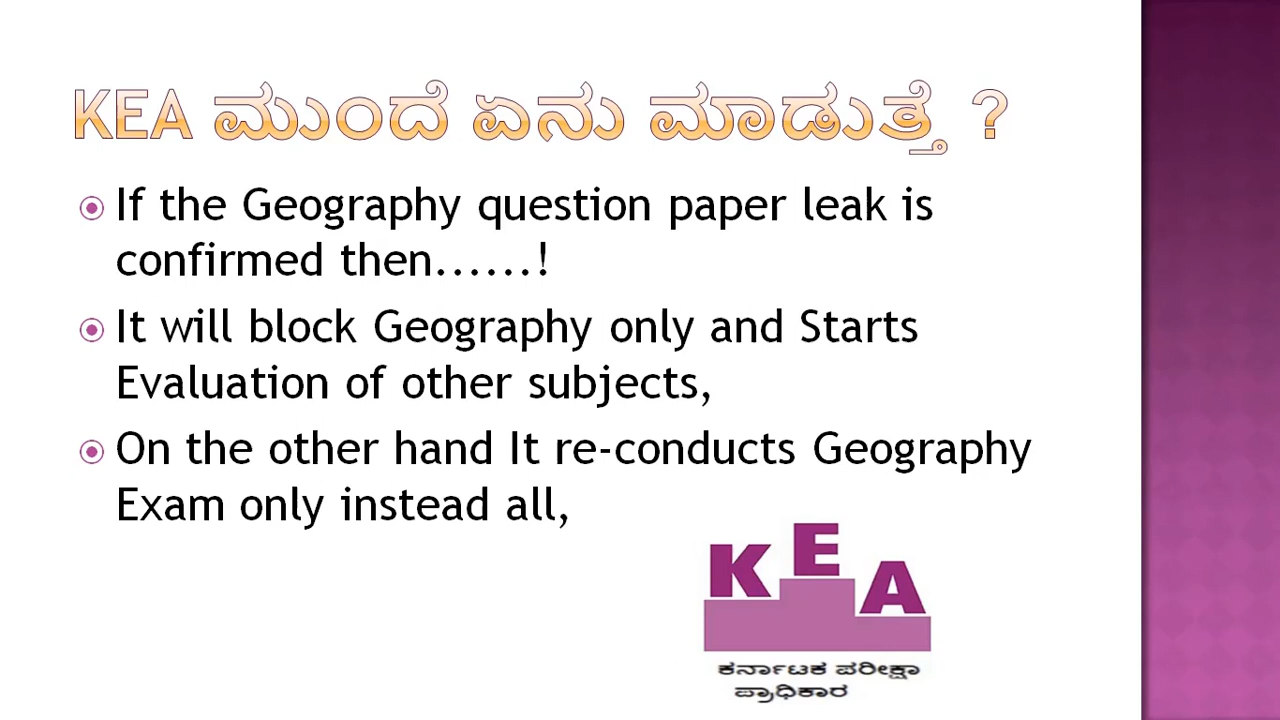 KEA ಮುಂದೆ ಏನು ಮಾಡುತ್ತೆ ?
If the Geography question paper leak is
confirmed then......!
It will block Geography only and Starts
Evaluation of other subjects,
On the other hand It re-conducts Geography
Exam only instead all,
KEA
ಕರ್ನಾಟಕ ಪರೀಕ್ಷಾ
ಪ್ರಾಧಿಕಾರ